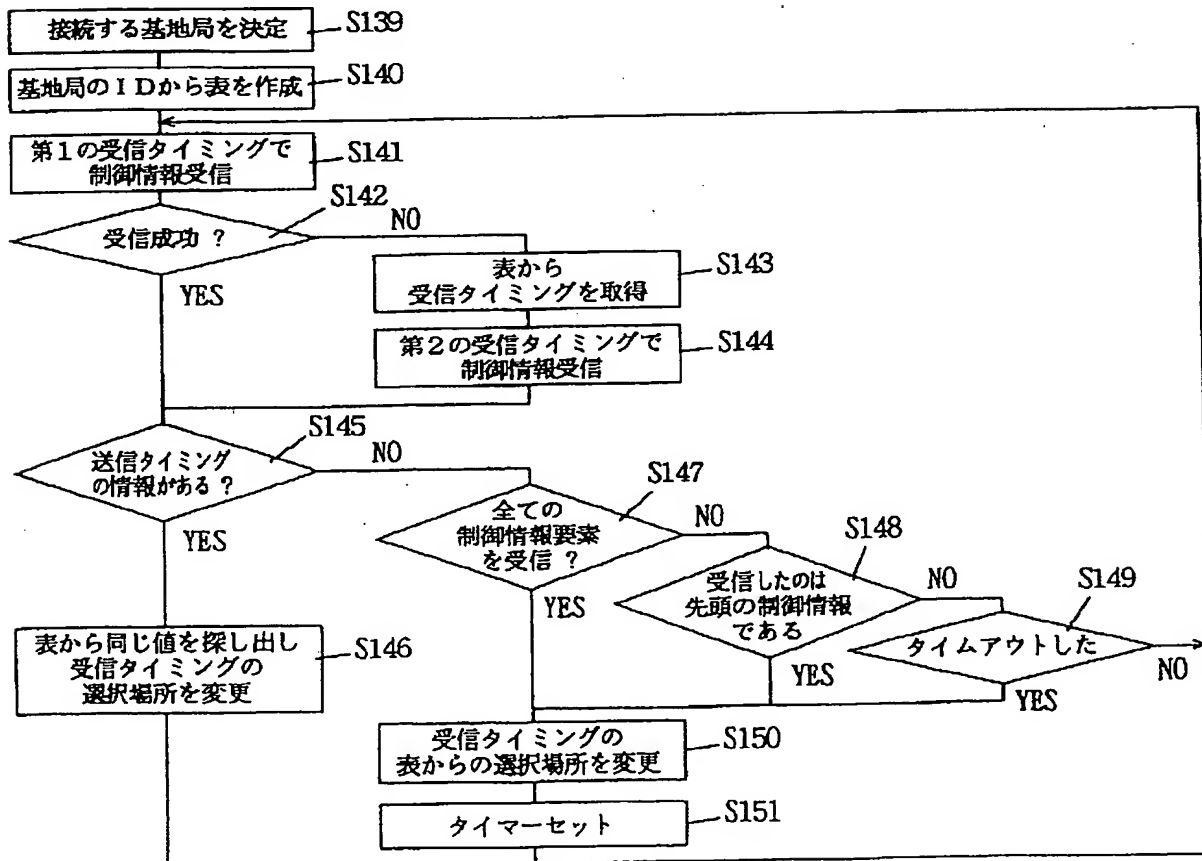 接続する基地局を決定
S139
基地局のIDから表を作成
S140
第1の受信タイミングで
制御情報受信
S141
受信成功 ?
S142
NO
YES
表から
受信タイミングを取得
S143
第2の受信タイミングで
制御情報受信
S144
送信タイミング
の情報がある ?
S145
NO
YES
全ての
制御情報要素
を受信 ?
S147
NO
YES
受信したのは
先頭の制御情報
である
S148
NO
YES
タイムアウトした
S149
NO
YES
表から同じ値を探し出し
受信タイミングの
選択場所を変更
S146
受信タイミングの
表からの選択場所を変更
S150
タイマーセット
S151